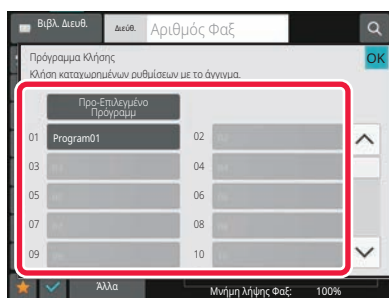 Βιβλ. Διευθ.
Διεύθ. Αριθμός Φαξ
Πρόγραμμα Κλήσης
OK
Κλήση καταχωρημένων ρυθμίσεων με το άγγιγμα.
Προ-Επιλεγμένο
Πρόγραμμ
01 Program01 02
03 04
05 06
07 08
09 10
Άλλα
Μνήμη λήψης Φαξ: 100%